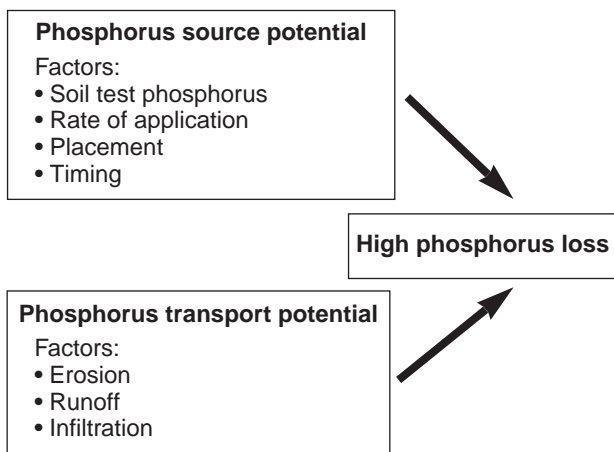 Phosphorus source potential
Factors:
• Soil test phosphorus
• Rate of application
• Placement
• Timing
High phosphorus loss
Phosphorus transport potential
Factors:
• Erosion
• Runoff
• Infiltration